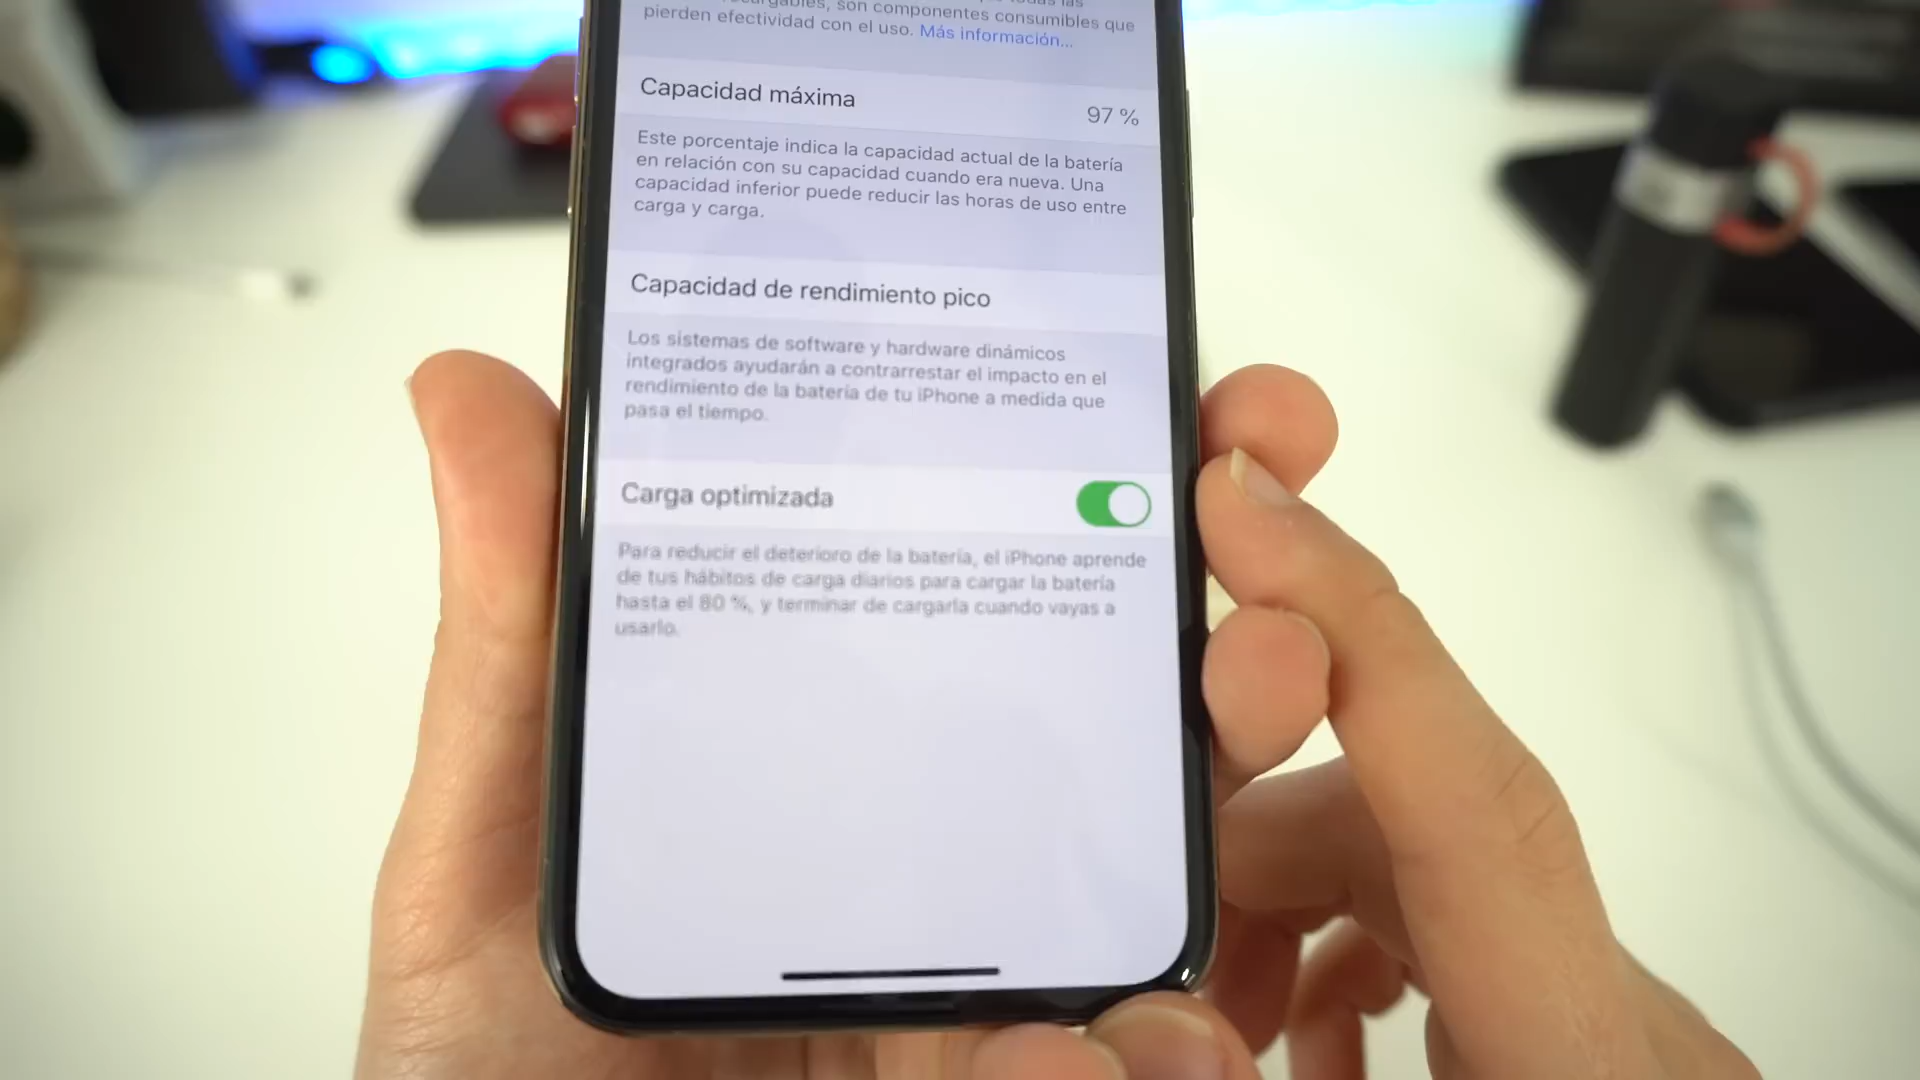 son componentes consumibles que
pierden efectividad con el uso. Más información...
Capacidad máxima
97 %
Este porcentaje indica la capacidad actual de la batería
en relación con su capacidad cuando era nueva. Una
capacidad inferior puede reducir las horas de uso entre
carga y carga.
Capacidad de rendimiento pico
Los sistemas de software y hardware dinámicos
integrados ayudarán a contrarrestar el impacto en el
rendimiento de la batería de tu iPhone a medida que
pasa el tiempo.
Carga optimizada
Para reducir el deterioro de la batería, el iPhone aprende
de tus hábitos de carga diarios para cargar la batería
hasta el 80 %, y terminar de cargarla cuando vayas a
usarlo.